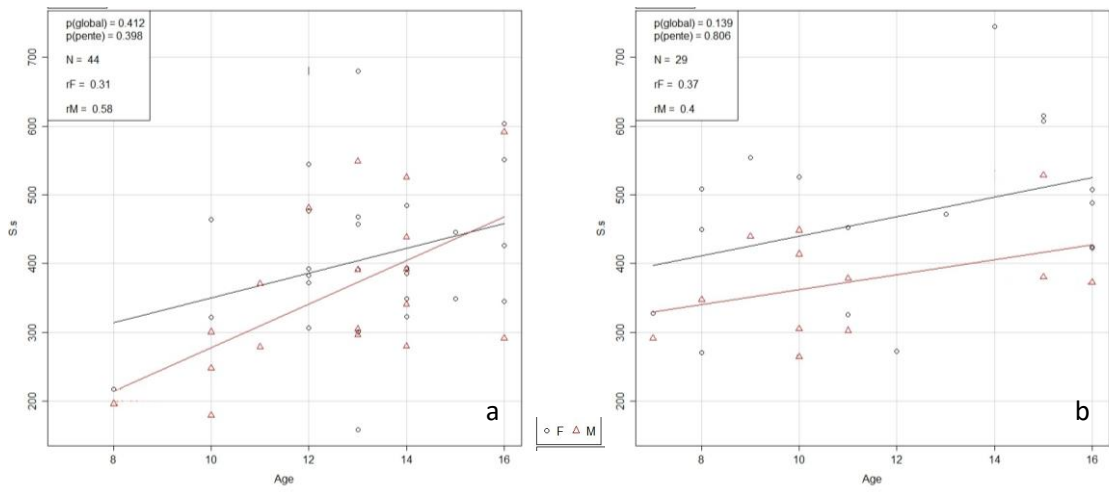 p(global) = 0.412
p(pente) = 0.398
N = 44
rF = 0.31
rM = 0.58
700
600
500
400
300
200
S.s
8 10 12 14 16
Age
a
F M
p(global) = 0.139
p(pente) = 0.806
N = 29
rF = 0.37
rM = 0.4
700
600
500
400
300
200
S.s
8 10 12 14 16
Age
b